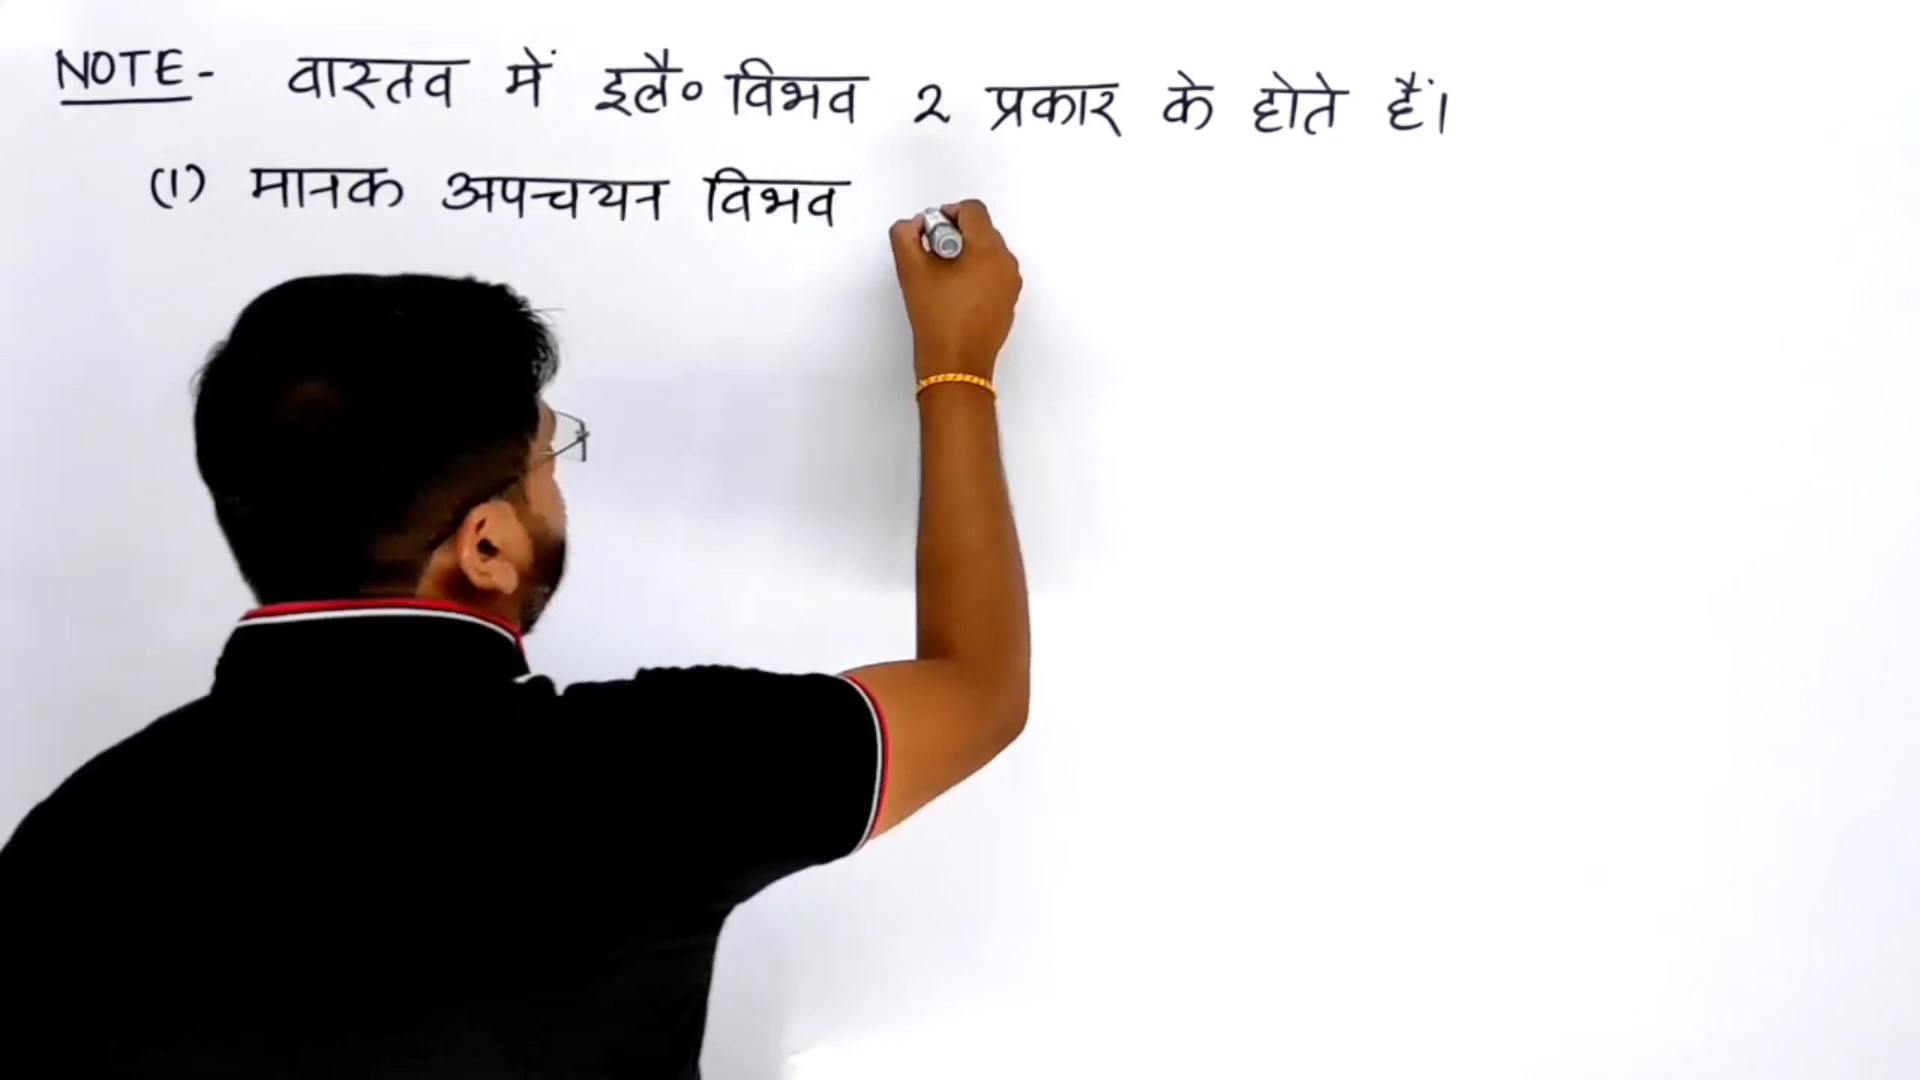 NOTE- वास्तव में इलै० विभव 2 प्रकार के होते हैं।
(1) मानक अपचयन विभव